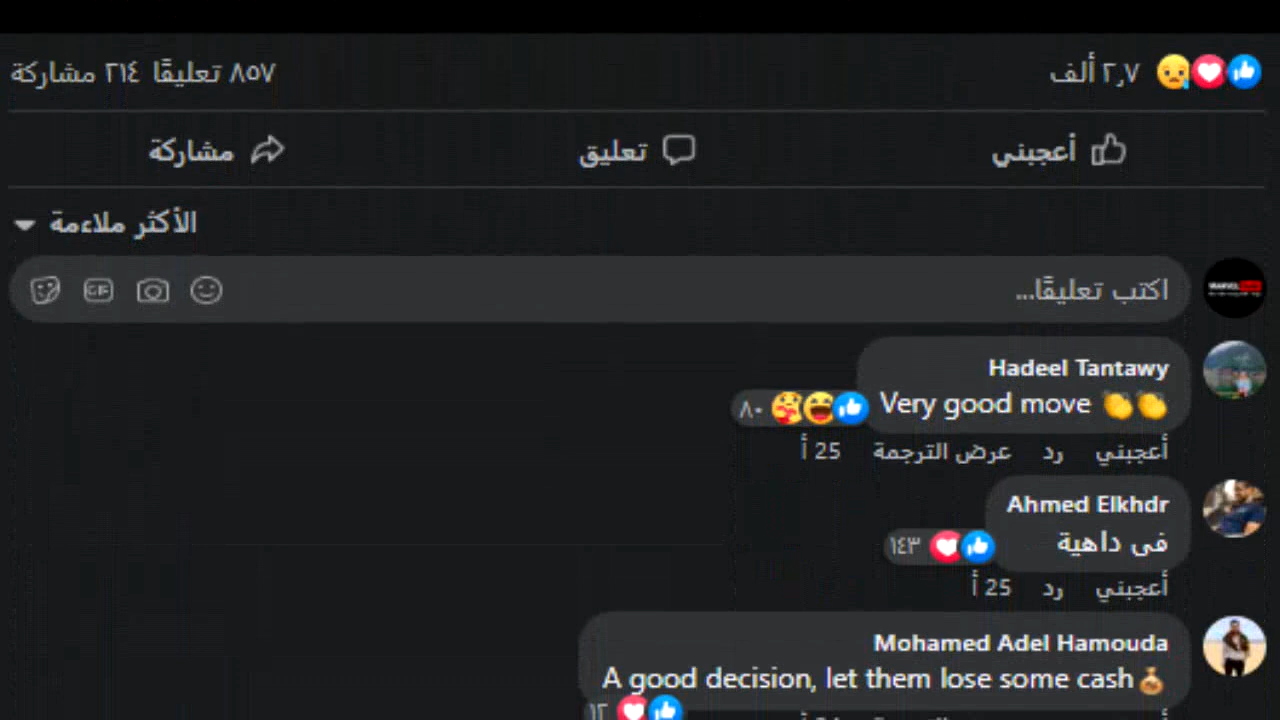 ٢٫٧ ألف
٨٥٧ تعليقًا ٢١٤ مشاركة
أعجبني تعليق مشاركة
الأكثر ملاءمة
اكتب تعليقًا...
GIF
Hadeel Tantawy
Very good move 👏👏
٨٠
أعجبني رد عرض الترجمة 25 أ
Ahmed Elkhdr
فى داهية
١٤٣
أعجبني رد 25 أ
Mohamed Adel Hamouda
A good decision, let them lose some cash💰
١٢